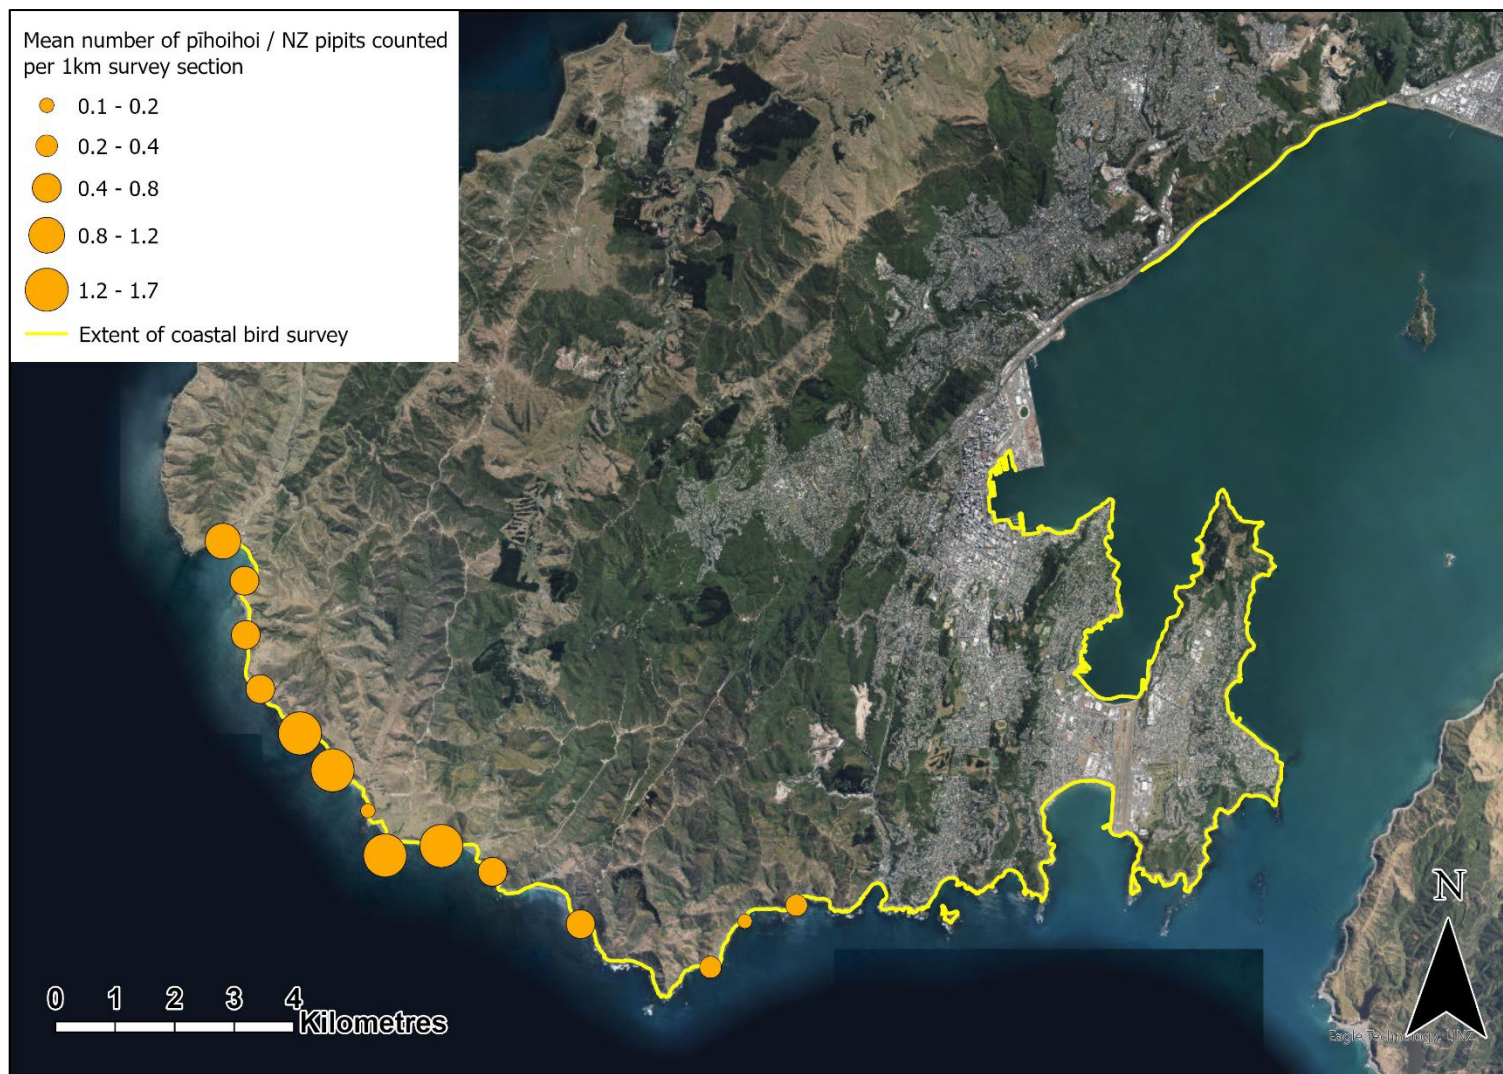 Mean number of pīhoihoi / NZ pipits counted
per 1km survey section
0.1 - 0.2
0.2 - 0.4
0.4 - 0.8
0.8 - 1.2
1.2 - 1.7
Extent of coastal bird survey
N
0 1 2 3 4
Kilometres
Eagle Technology, LINZ